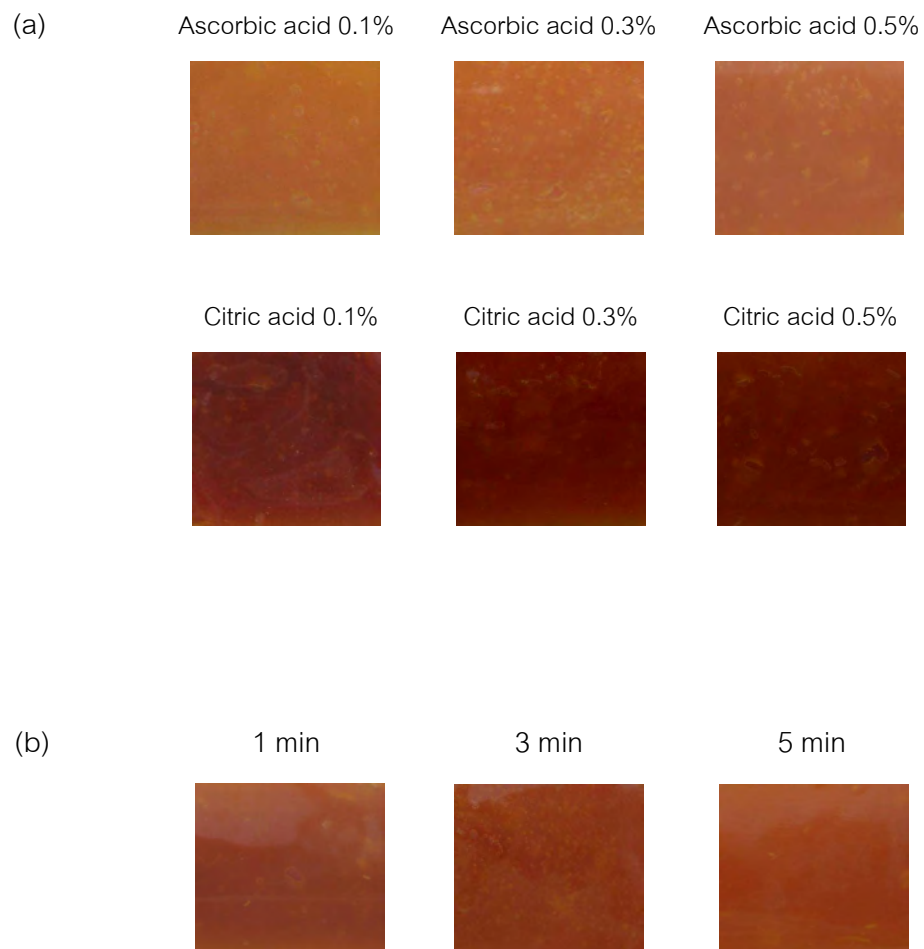 (a)
Ascorbic acid 0.1% Ascorbic acid 0.3% Ascorbic acid 0.5%
Citric acid 0.1% Citric acid 0.3% Citric acid 0.5%
(b) 1 min 3 min 5 min